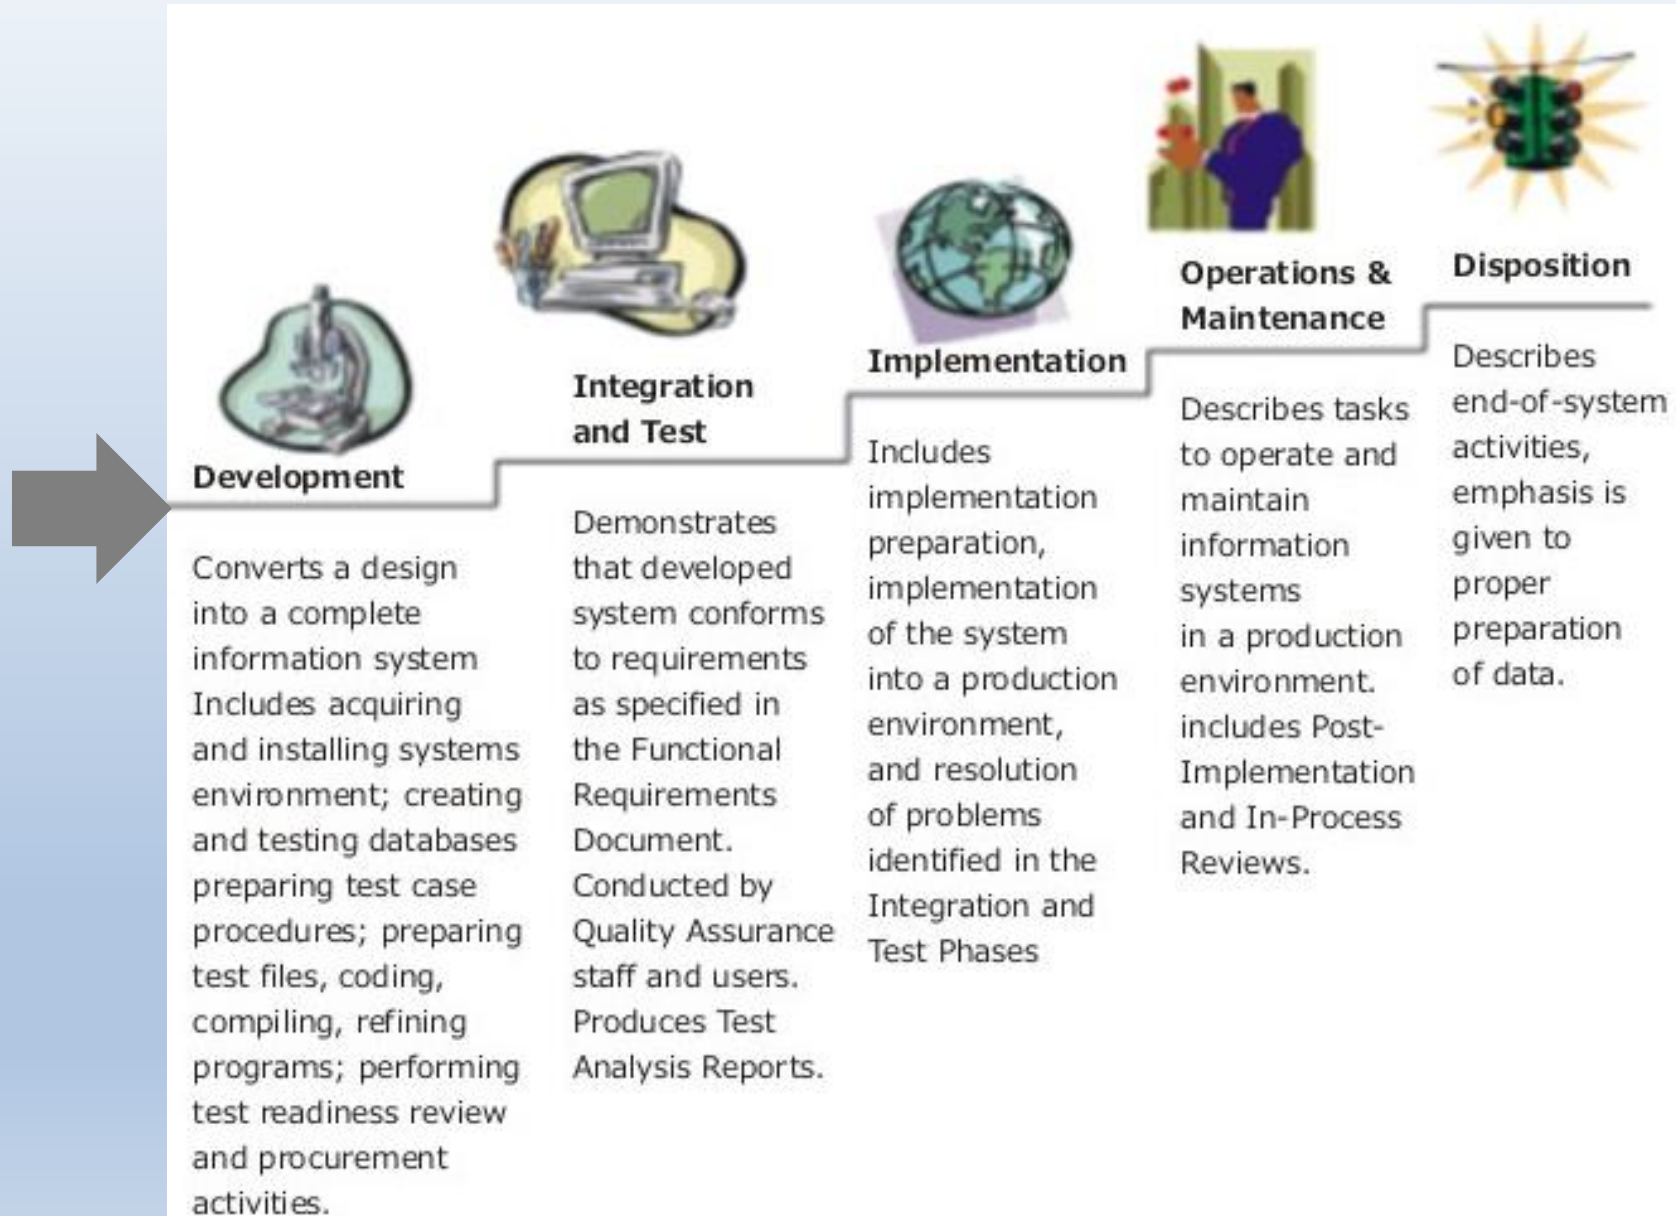 Development
Converts a design
into a complete
information system
Includes acquiring
and installing systems
environment; creating
and testing databases
preparing test case
procedures; preparing
test files, coding,
compiling, refining
programs; performing
test readiness review
and procurement
activities.
Integration
and Test
Demonstrates
that developed
system conforms
to requirements
as specified in
the Functional
Requirements
Document.
Conducted by
Quality Assurance
staff and users.
Produces Test
Analysis Reports.
Implementation
Includes
implementation
preparation,
implementation
of the system
into a production
environment,
and resolution
of problems
identified in the
Integration and
Test Phases
Operations &
Maintenance
Describes tasks
to operate and
maintain
information
systems
in a production
environment.
includes Post-
Implementation
and In-Process
Reviews.
Disposition
Describes
end-of-system
activities,
emphasis is
given to
proper
preparation
of data.